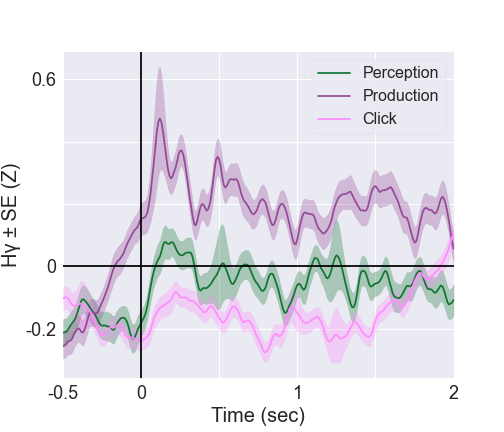 Perception
Production
Click
0.6
0
-0.2
Hγ ± SE (Z)
-0.5 0 1 2
Time (sec)